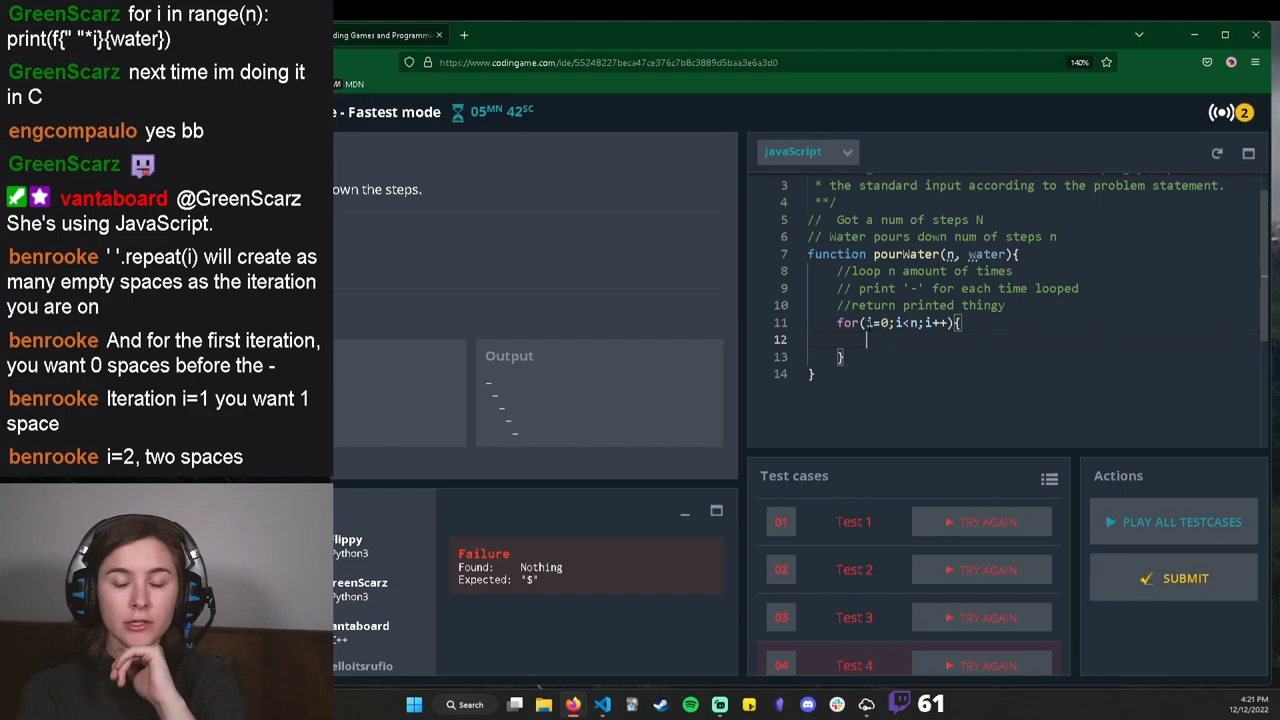 GreenScarz for i in range(n):
print(f{" "*i}{water})
GreenScarz next time im doing it
in C
engcompaulo yes bb
GreenScarz
vantaboard @GreenScarz
She's using JavaScript.
benrooke ' '.repeat(i) will create as
many empty spaces as the iteration
you are on
benrooke And for the first iteration,
you want 0 spaces before the -
benrooke Iteration i=1 you want 1
space
benrooke i=2, two spaces
ding Games and Programmi
https://www.codingame.com/ide/55248227beca47ce376c7b8c3889d5baa3e6a3d0
140%
MDN
e - Fastest mode 05MN 42SC
2
own the steps.
Output
-
-
-
-
-
JavaScript
3 * the standard input according to the problem statement.
4 **/
5 // Got a num of steps N
6 // Water pours down num of steps n
7 function pourWater(n, water){
8 //loop n amount of times
9 // print '-' for each time looped
10 //return printed thingy
11 for(i=0;i<n;i++){
12
13 }
14 }
Flippy
Python3
GreenScarz
Python3
antaboard
C++
elloitsrufio
Failure
Found: Nothing
Expected: "$"
Test cases
01 Test 1 TRY AGAIN
02 Test 2 TRY AGAIN
03 Test 3 TRY AGAIN
04 Test 4 TRY AGAIN
Actions
PLAY ALL TESTCASES
SUBMIT
Search
61
4:21 PM
12/12/2022